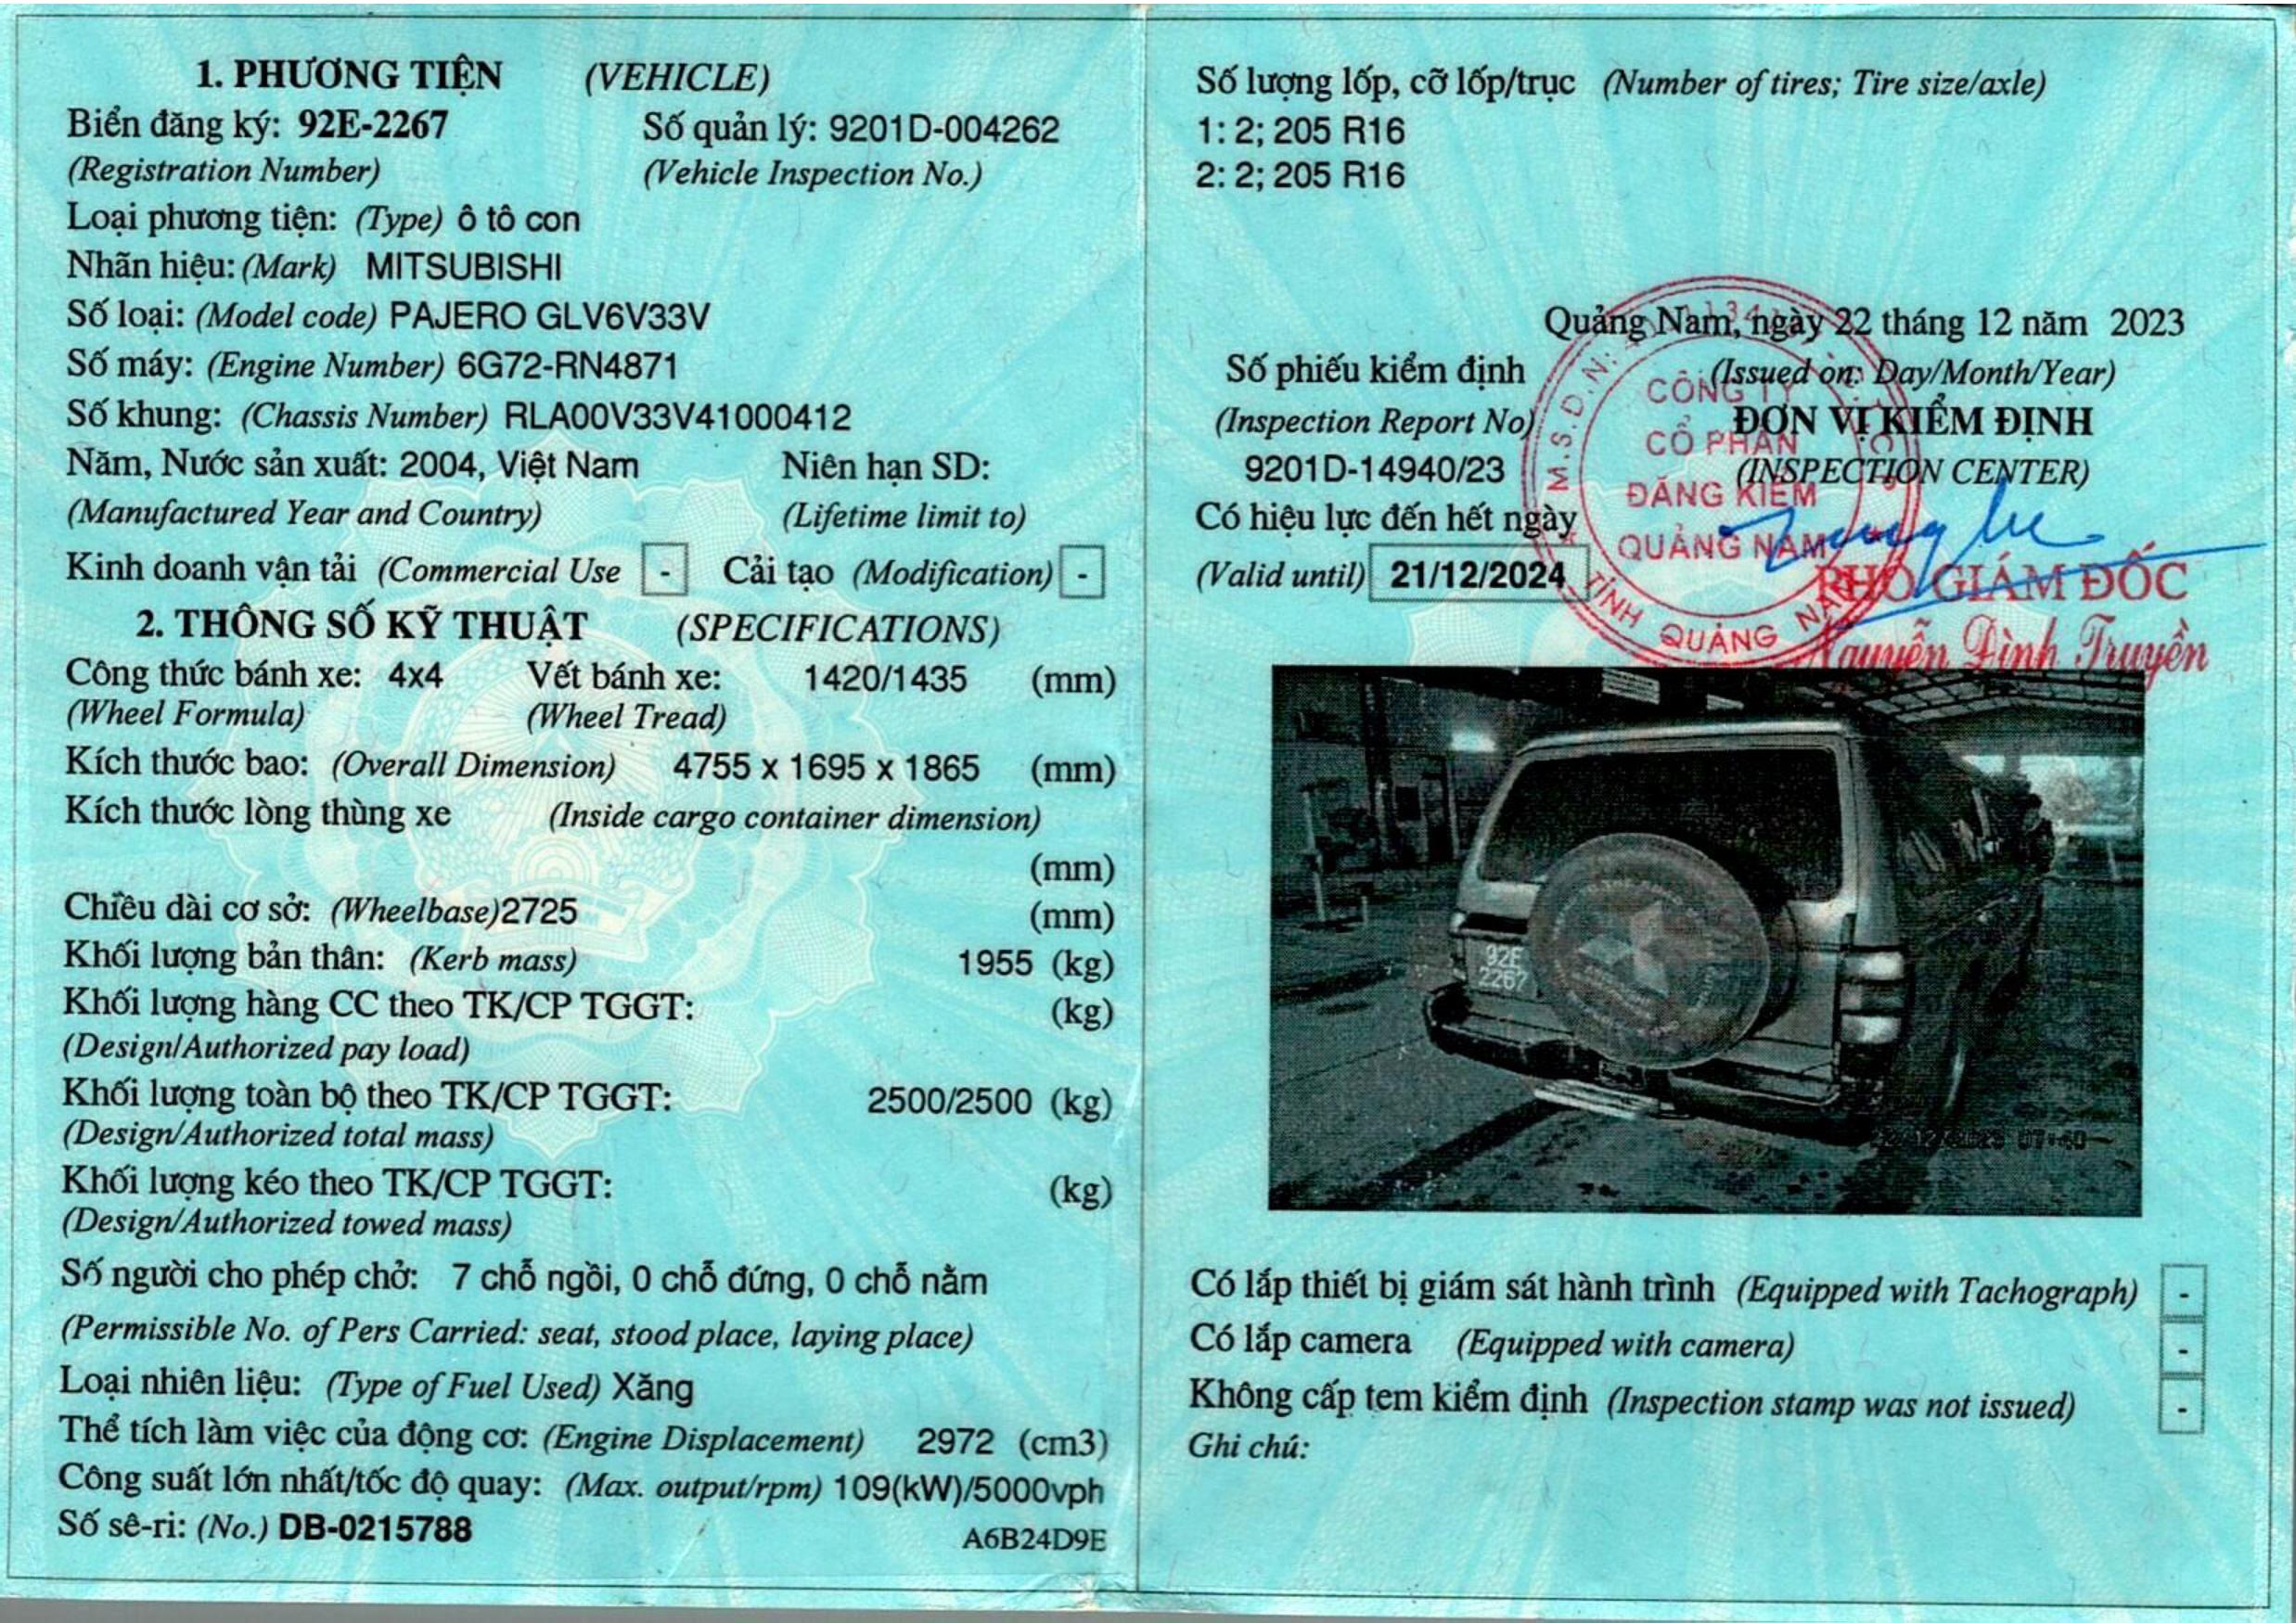 1. PHƯƠNG TIỆN (VEHICLE)
Biển đăng ký: 92E-2267 Số quản lý: 9201D-004262
(Registration Number) (Vehicle Inspection No.)
Loại phương tiện: (Type) ô tô con
Nhãn hiệu: (Mark) MITSUBISHI
Số loại: (Model code) PAJERO GLV6V33V
Số máy: (Engine Number) 6G72-RN4871
Số khung: (Chassis Number) RLA00V33V41000412
Năm, Nước sản xuất: 2004, Việt Nam Niên hạn SD:
(Manufactured Year and Country) (Lifetime limit to)
Kinh doanh vận tải (Commercial Use - Cải tạo (Modification) -
2. THÔNG SỐ KỸ THUẬT (SPECIFICATIONS)
Công thức bánh xe: 4x4 Vết bánh xe: 1420/1435 (mm)
(Wheel Formula) (Wheel Tread)
Kích thước bao: (Overall Dimension) 4755 x 1695 x 1865 (mm)
Kích thước lòng thùng xe (Inside cargo container dimension)
(mm)
Chiều dài cơ sở: (Wheelbase)2725 (mm)
Khối lượng bản thân: (Kerb mass) 1955 (kg)
Khối lượng hàng CC theo TK/CP TGGT: (kg)
(Design/Authorized pay load)
Khối lượng toàn bộ theo TK/CP TGGT: 2500/2500 (kg)
(Design/Authorized total mass)
Khối lượng kéo theo TK/CP TGGT: (kg)
(Design/Authorized towed mass)
Số người cho phép chở: 7 chỗ ngồi, 0 chỗ đứng, 0 chỗ nằm
(Permissible No. of Pers Carried: seat, stood place, laying place)
Loại nhiên liệu: (Type of Fuel Used) Xăng
Thể tích làm việc của động cơ: (Engine Displacement) 2972 (cm3)
Công suất lớn nhất/tốc độ quay: (Max. output/rpm) 109(kW)/5000vph
Số sê-ri: (No.) DB-0215788 A6B24D9E
Số lượng lốp, cỡ lốp/trục (Number of tires; Tire size/axle)
1: 2; 205 R16
2: 2; 205 R16
Quảng Nam, ngày 22 tháng 12 năm 2023
Số phiếu kiểm định (Issued on: Day/Month/Year)
(Inspection Report No) ĐƠN VỊ KIỂM ĐỊNH
9201D-14940/23 (INSPECTION CENTER)
Có hiệu lực đến hết ngày
(Valid until) 21/12/2024
M.S.D.N:
CÔNG TY
CỔ PHẦN
ĐĂNG KIỂM
QUẢNG NAM
TỈNH QUẢNG NAM
PHÓ GIÁM ĐỐC
Nguyễn Đình Truyền
92E
2267
Có lắp thiết bị giám sát hành trình (Equipped with Tachograph) -
Có lắp camera (Equipped with camera) -
Không cấp tem kiểm định (Inspection stamp was not issued) -
Ghi chú: